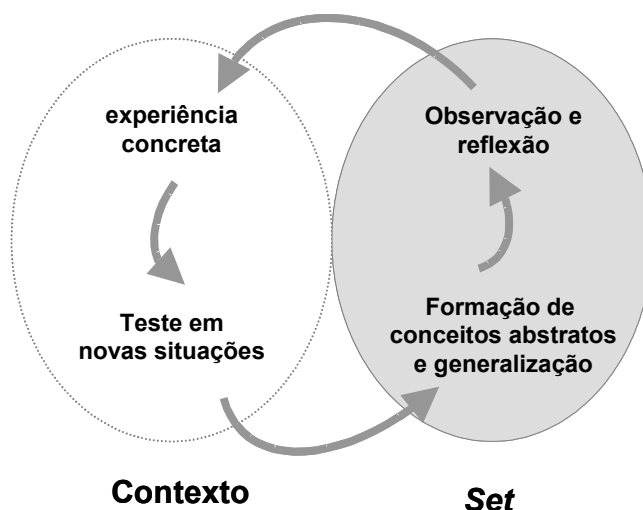 experiência
concreta
Observação e
reflexão
Teste em
novas situações
Formação de
conceitos abstratos
e generalização
Contexto
Set